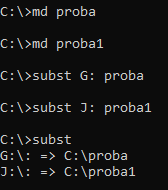 C:\>md proba
C:\>md proba1
C:\>subst G: proba
C:\>subst J: proba1
C:\>subst
G:\: => C:\proba
J:\: => C:\proba1